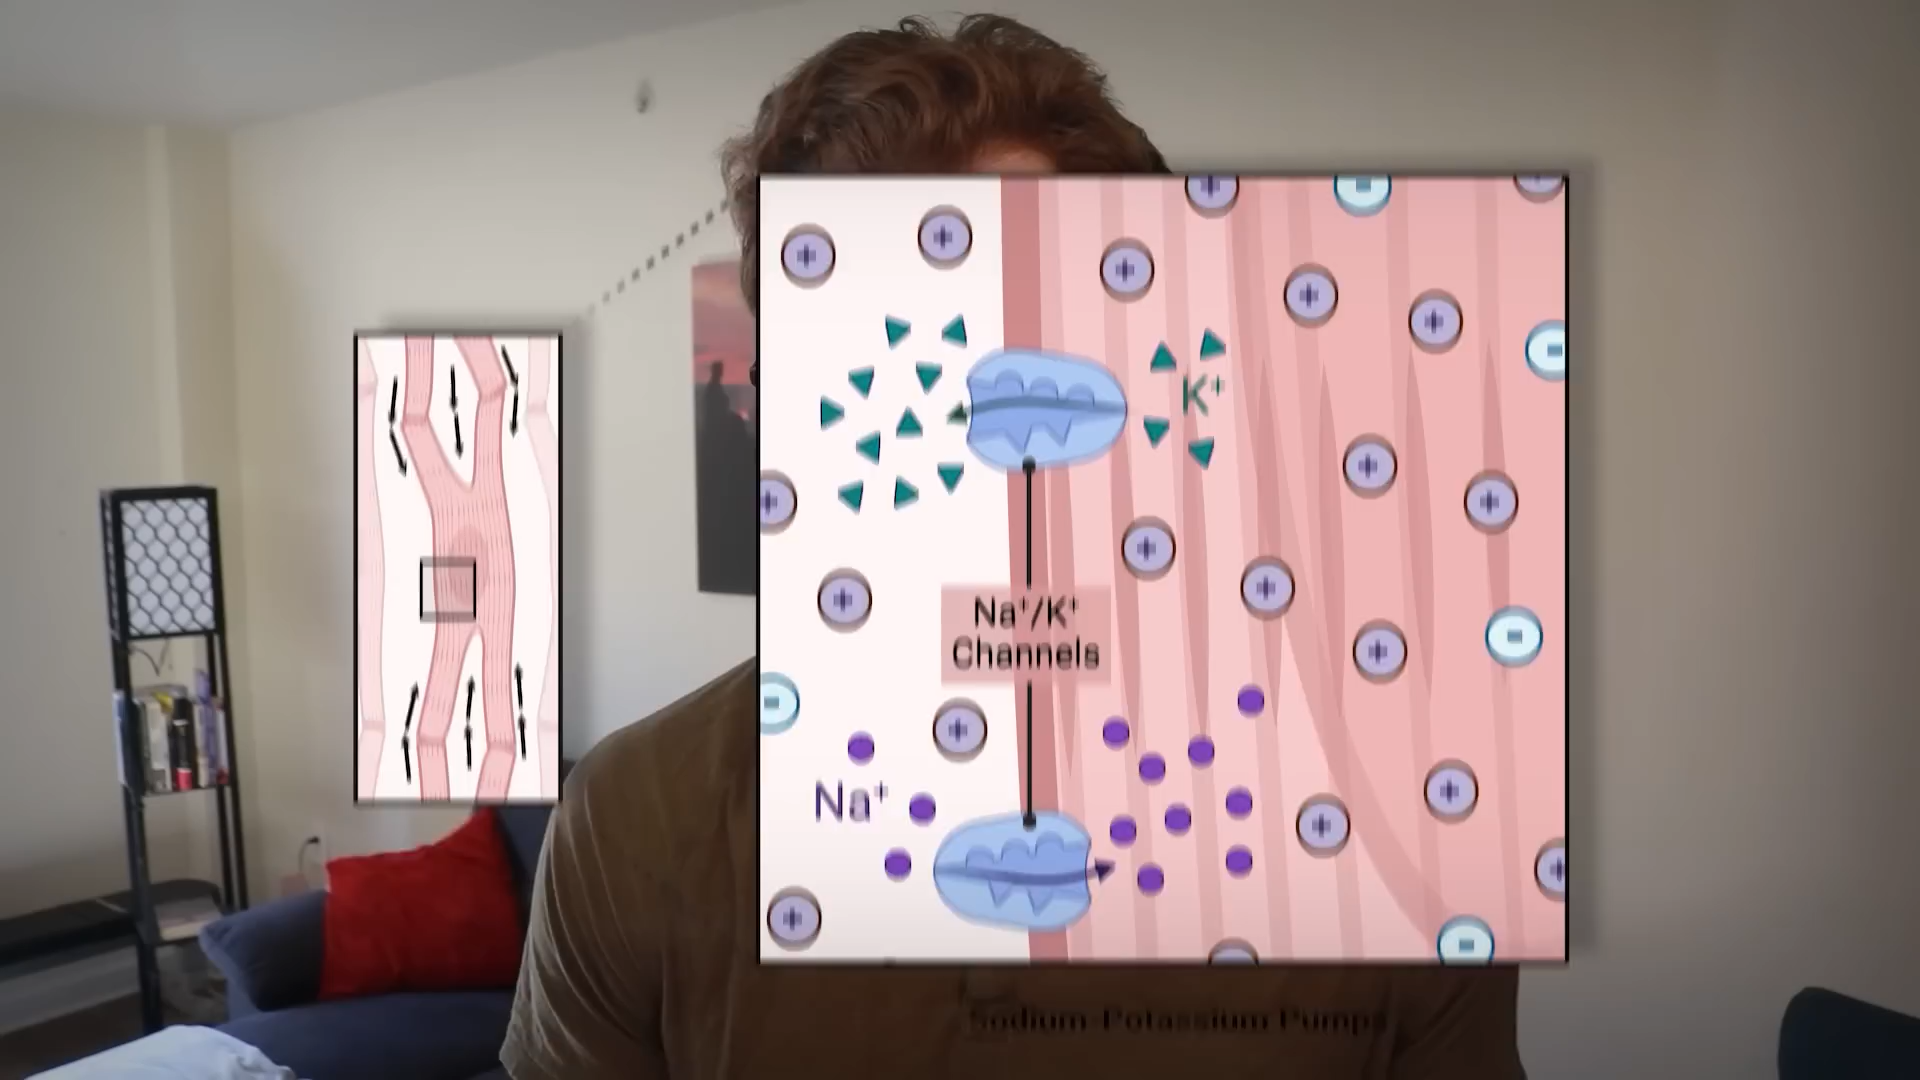 K⁺
Na⁺/K⁺
Channels
Na⁺
Sodium-Potassium Pumps